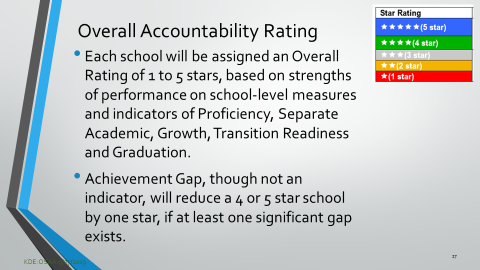 Overall Accountability Rating
Each school will be assigned an Overall
Rating of 1 to 5 stars, based on strengths
of performance on school-level measures
and indicators of Proficiency, Separate
Academic, Growth, Transition Readiness
and Graduation.
Achievement Gap, though not an
indicator, will reduce a 4 or 5 star school
by one star, if at least one significant gap
exists.
Star Rating
★★★★★(5 star)
★★★★(4 star)
★★★(3 star)
★★(2 star)
★(1 star)